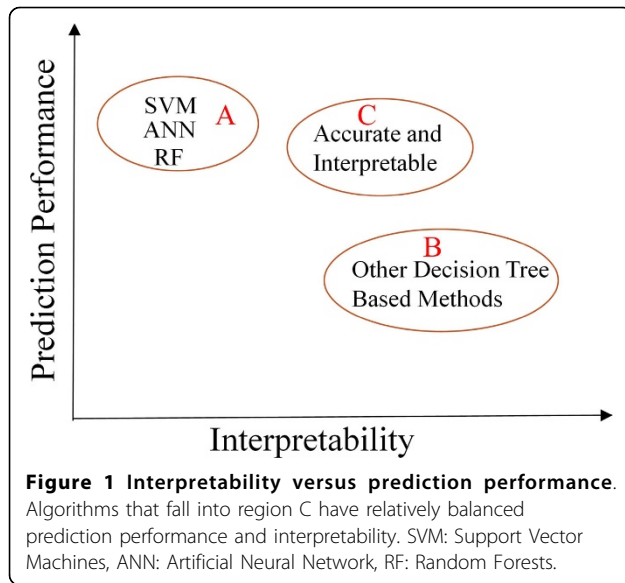 Prediction Performance
SVM
ANN
RF
A
C
Accurate and
Interpretable
B
Other Decision Tree
Based Methods
Interpretability
Figure 1 Interpretability versus prediction performance.
Algorithms that fall into region C have relatively balanced
prediction performance and interpretability. SVM: Support Vector
Machines, ANN: Artificial Neural Network, RF: Random Forests.